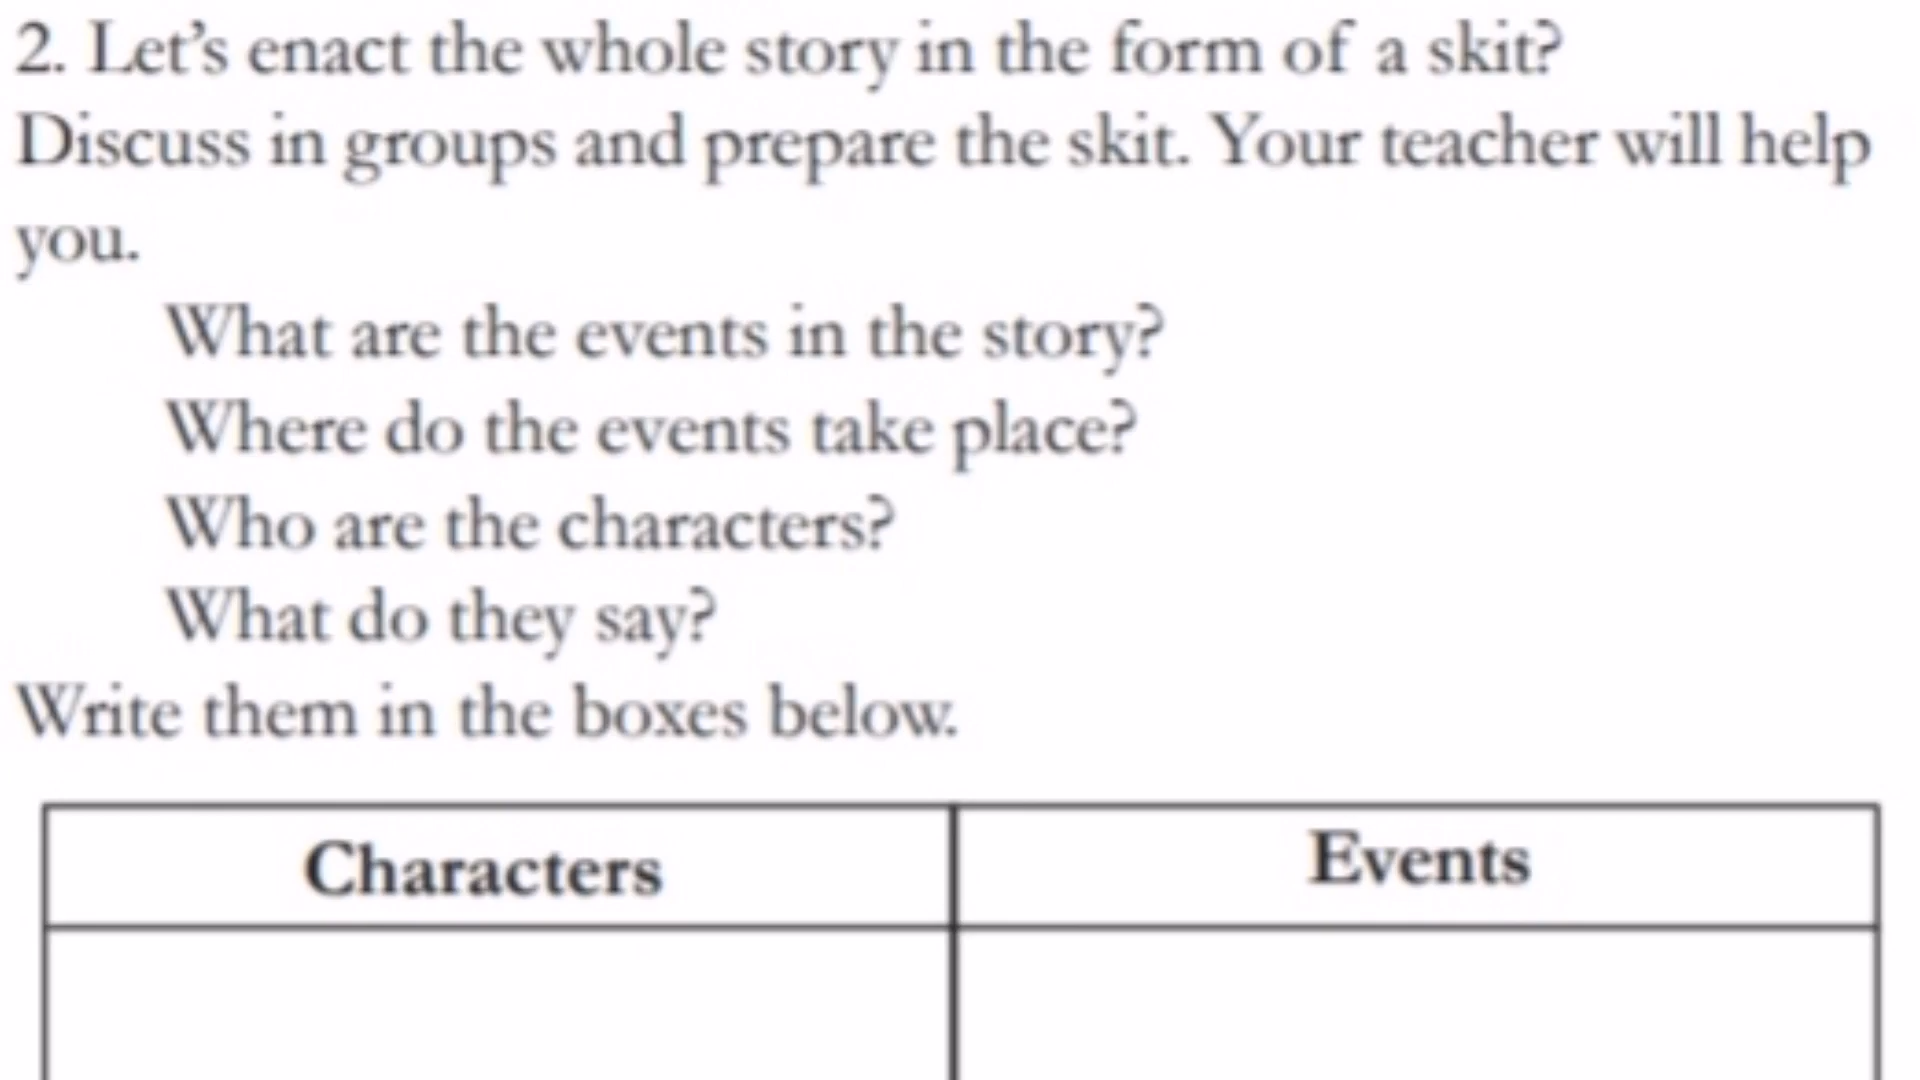 2. Let's enact the whole story in the form of a skit?
Discuss in groups and prepare the skit. Your teacher will help
you.
What are the events in the story?
Where do the events take place?
Who are the characters?
What do they say?
Write them in the boxes below.
Characters
Events